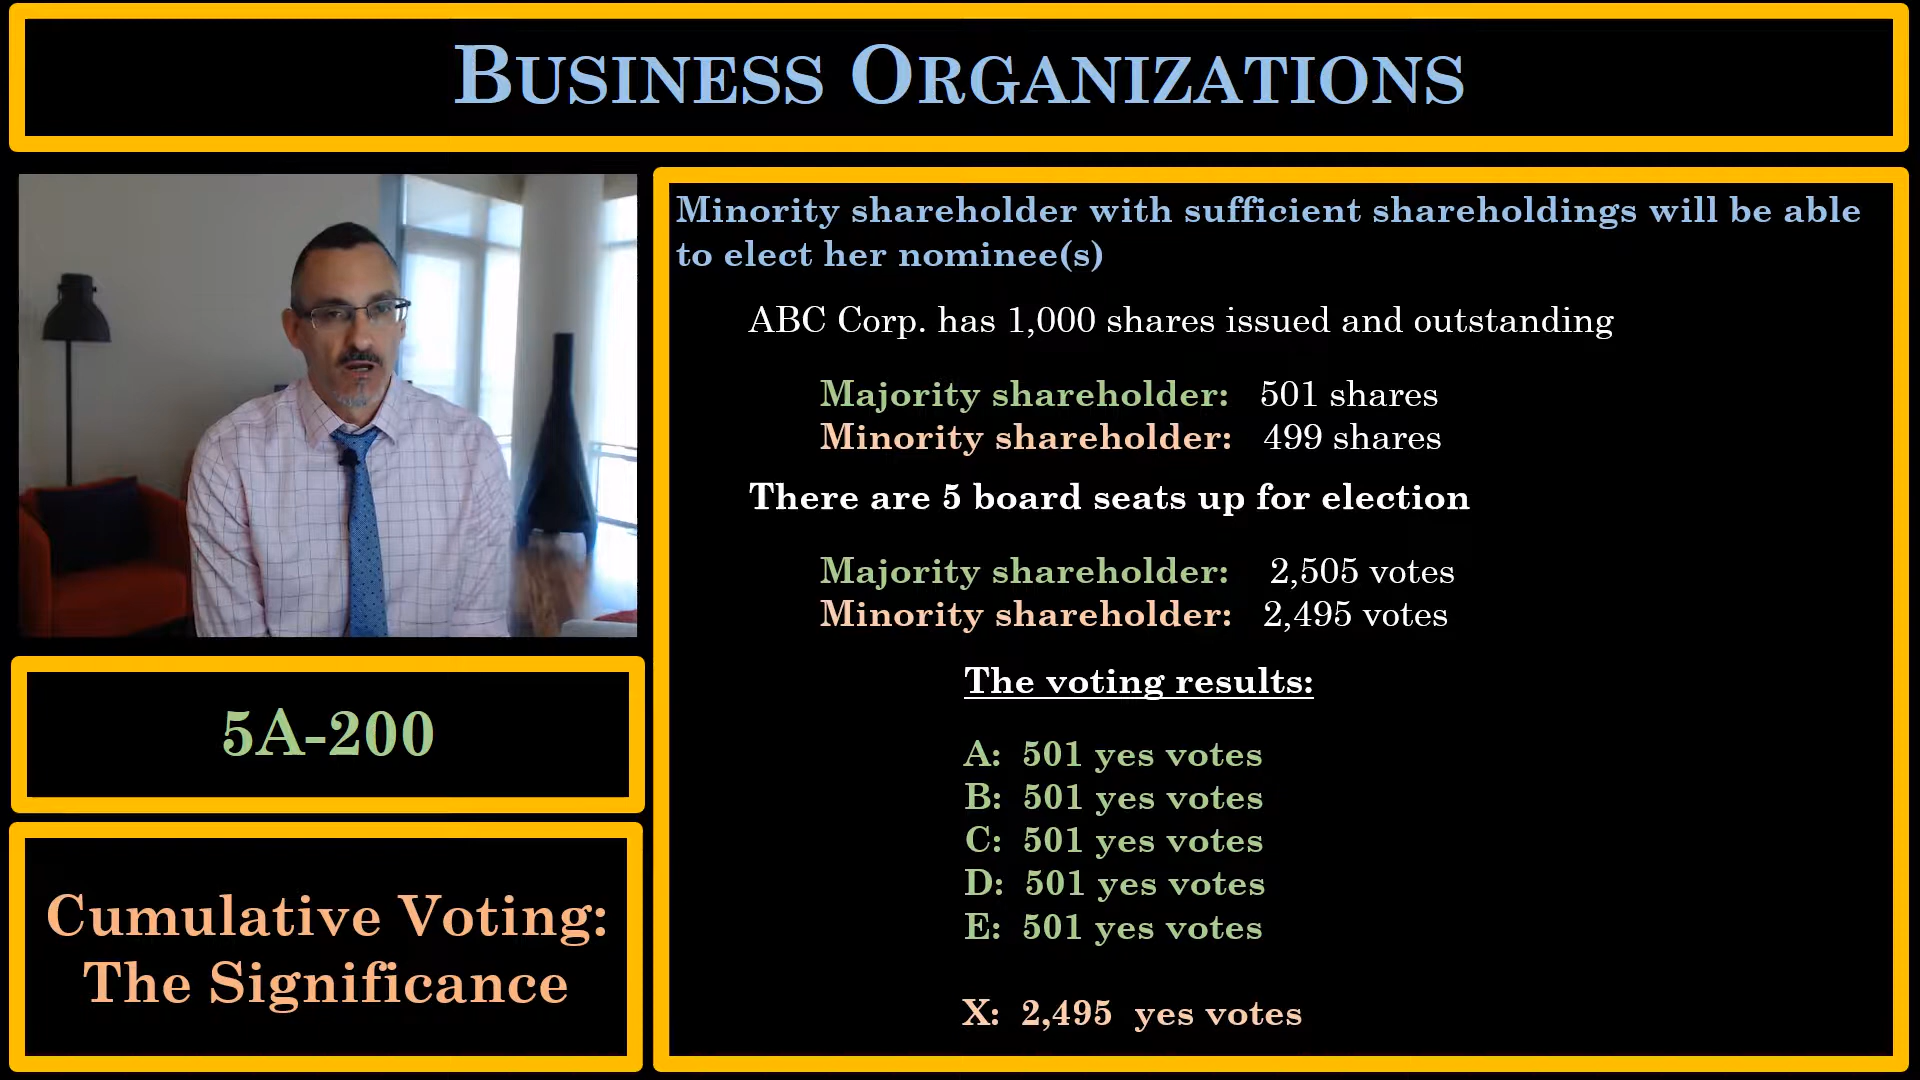 BUSINESS ORGANIZATIONS
Minority shareholder with sufficient shareholdings will be able
to elect her nominee(s)
ABC Corp. has 1,000 shares issued and outstanding
Majority shareholder: 501 shares
Minority shareholder: 499 shares
There are 5 board seats up for election
Majority shareholder: 2,505 votes
Minority shareholder: 2,495 votes
The voting results:
A: 501 yes votes
B: 501 yes votes
C: 501 yes votes
D: 501 yes votes
E: 501 yes votes
X: 2,495 yes votes
5A-200
Cumulative Voting:
The Significance